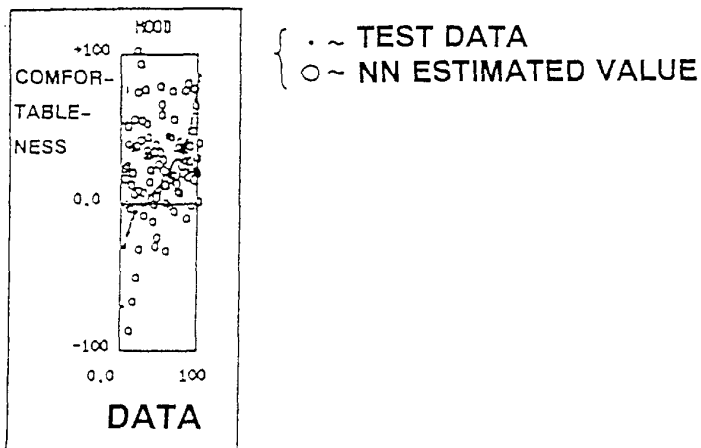 MOOD
+100
COMFOR-
TABLE-
NESS
0.0
-100
0.0 100
DATA
· ~ TEST DATA
○ ~ NN ESTIMATED VALUE